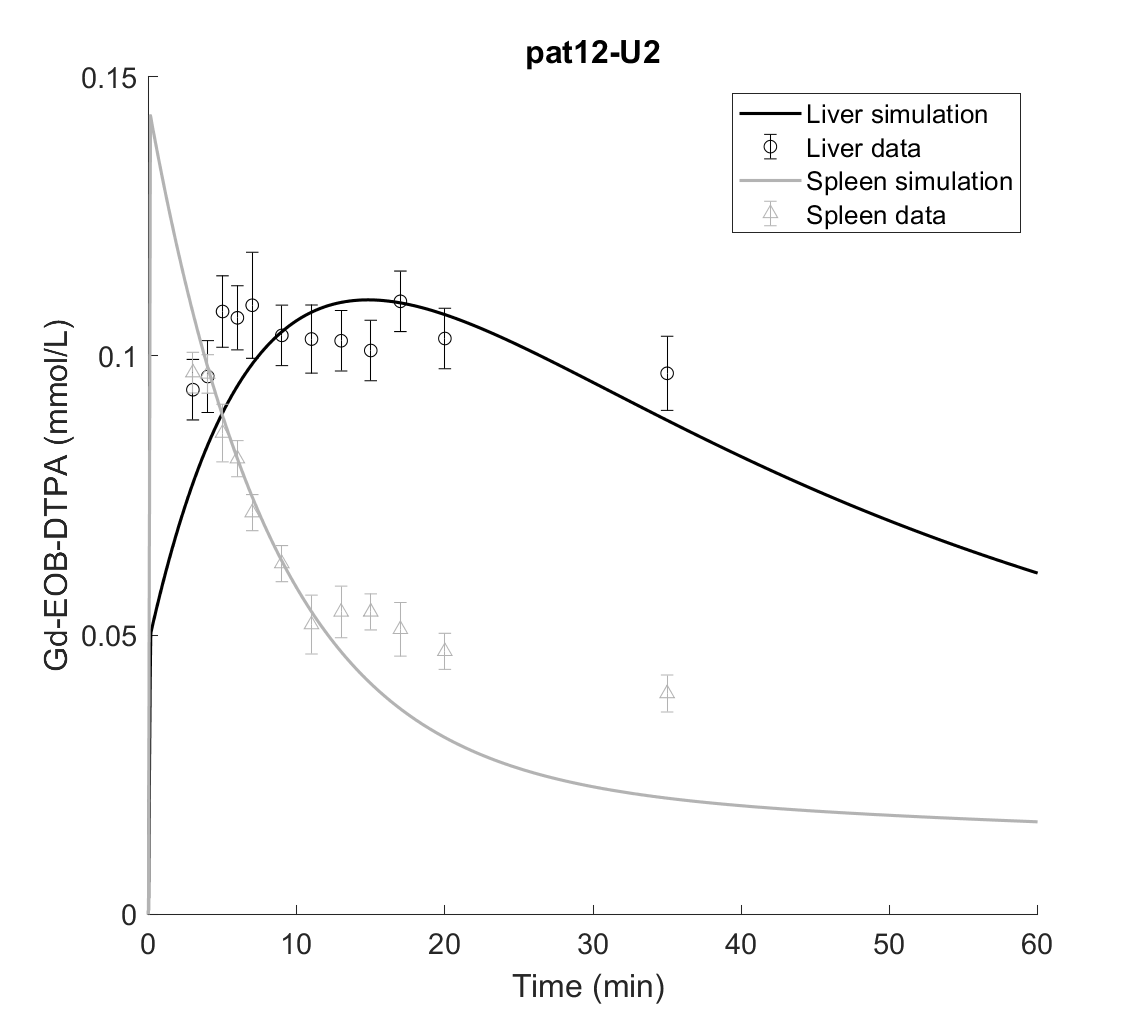 pat12-U2
Liver simulation
Liver data
Spleen simulation
Spleen data
Gd-EOB-DTPA (mmol/L)
0.15
0.1
0.05
0
0 10 20 30 40 50 60
Time (min)